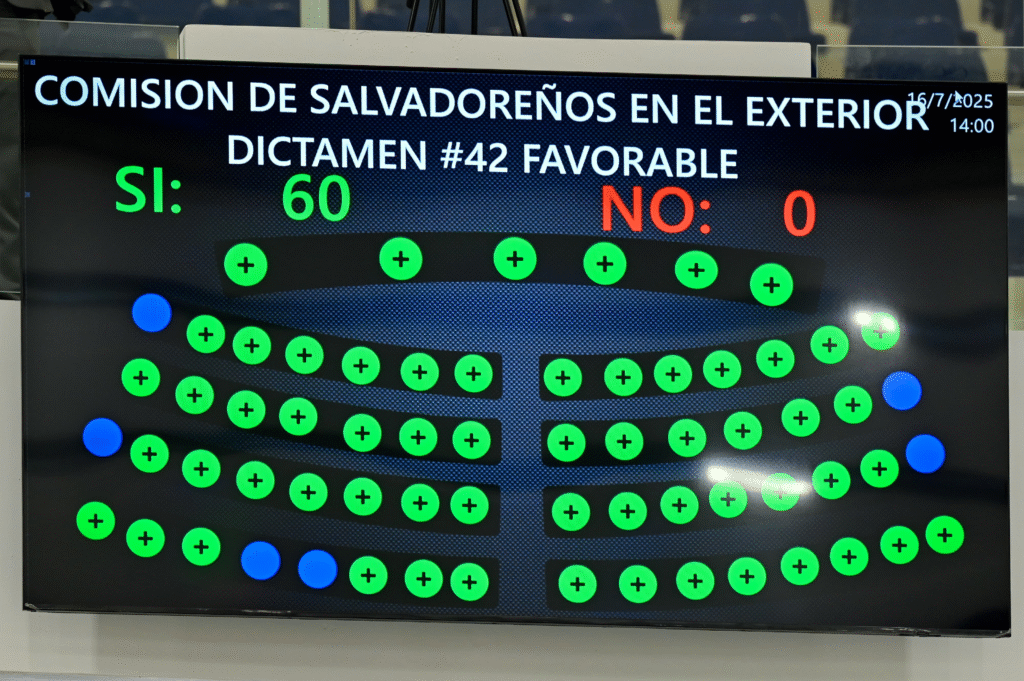 COMISION DE SALVADOREÑOS EN EL EXTERIOR
16/7/2025
14:00
DICTAMEN #42 FAVORABLE
SI: 60
NO: 0